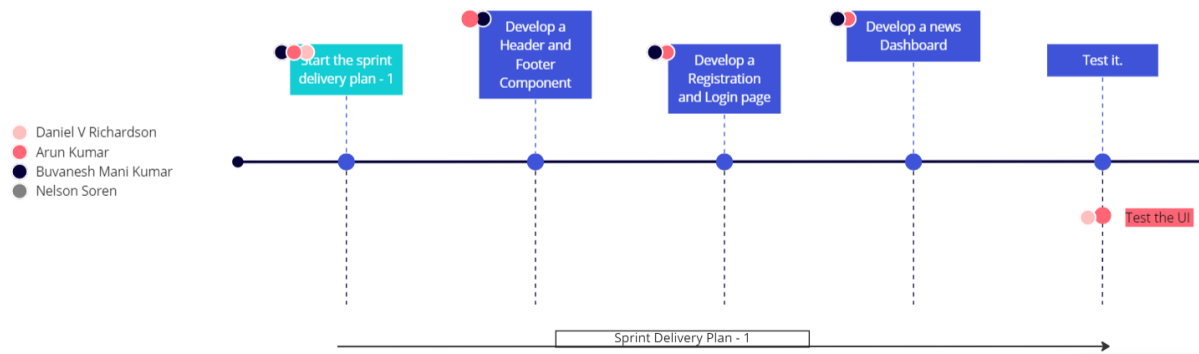 Start the sprint
delivery plan - 1
Develop a
Header and
Footer
Component
Develop a
Registration
and Login page
Develop a news
Dashboard
Test it.
Daniel V Richardson
Arun Kumar
Buvanesh Mani Kumar
Nelson Soren
Test the UI
Sprint Delivery Plan - 1